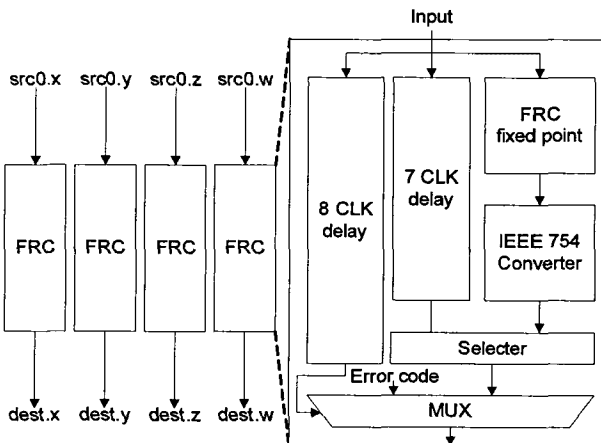 Input
src0.x src0.y src0.z src0.w
FRC
fixed point
7 CLK
delay
8 CLK
delay
FRC FRC FRC FRC
IEEE 754
Converter
Selecter
Error code
dest.x dest.y dest.z dest.w
MUX